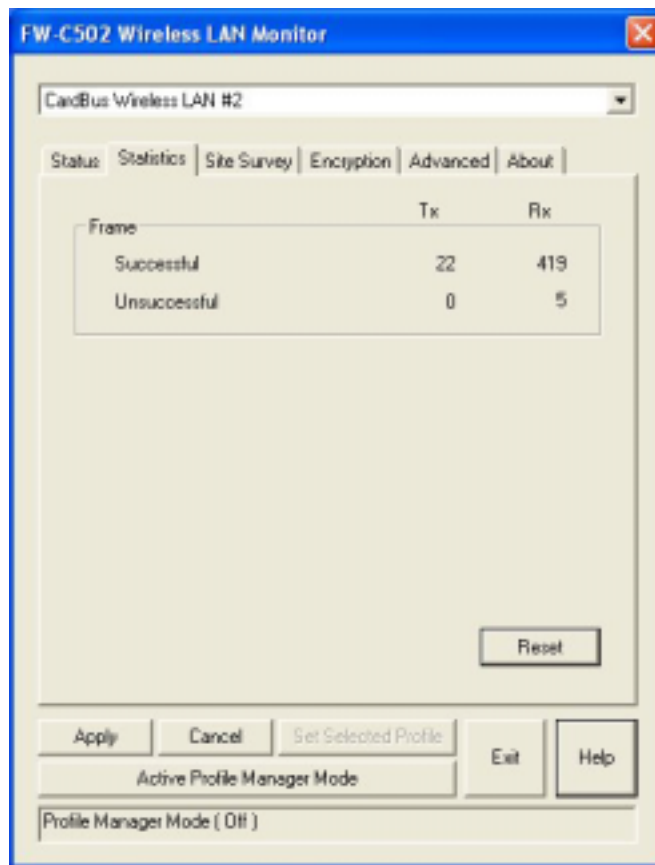 FW-C502 Wireless LAN Monitor
CardBus Wireless LAN #2
Status Statistics Site Survey Encryption Advanced About
Tx Rx
Frame
Successful 22 419
Unsuccessful 0 5
Reset
Apply Cancel Set Selected Profile Exit Help
Active Profile Manager Mode
Profile Manager Mode ( Off )